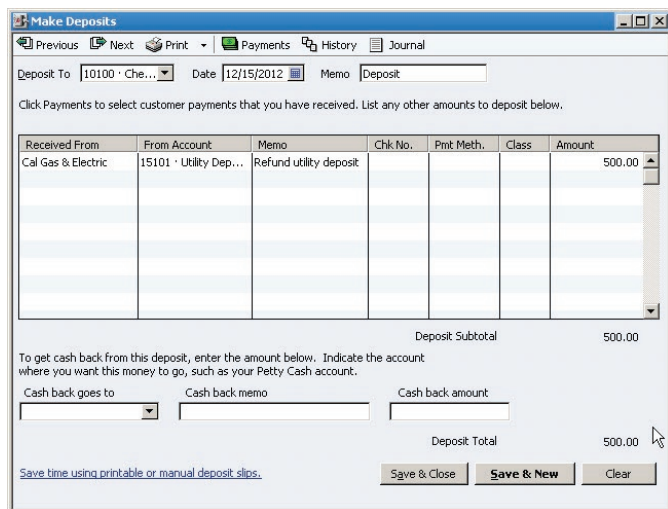 Make Deposits
Previous Next Print Payments History Journal
Deposit To 10100 · Che... Date 12/15/2012 Memo Deposit
Click Payments to select customer payments that you have received. List any other amounts to deposit below.
Received From From Account Memo Chk No. Pmt Meth. Class Amount
Cal Gas & Electric 15101 · Utility Dep... Refund utility deposit 500.00
Deposit Subtotal 500.00
To get cash back from this deposit, enter the amount below. Indicate the account
where you want this money to go, such as your Petty Cash account.
Cash back goes to Cash back memo Cash back amount
Deposit Total 500.00
Save time using printable or manual deposit slips. Save & Close Save & New Clear